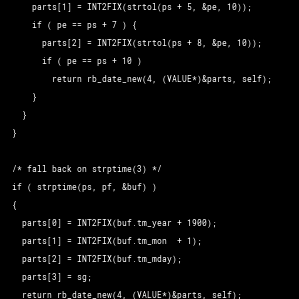 parts[1] = INT2FIX(strtol(ps + 5, &pe, 10));
if ( pe == ps + 7 ) {
parts[2] = INT2FIX(strtol(ps + 8, &pe, 10));
if ( pe == ps + 10 )
return rb_date_new(4, (VALUE*)&parts, self);
}
}
}
/* fall back on strptime(3) */
if ( strptime(ps, pf, &buf) )
{
parts[0] = INT2FIX(buf.tm_year + 1900);
parts[1] = INT2FIX(buf.tm_mon  + 1);
parts[2] = INT2FIX(buf.tm_mday);
parts[3] = sg;
return rb_date_new(4, (VALUE*)&parts, self);